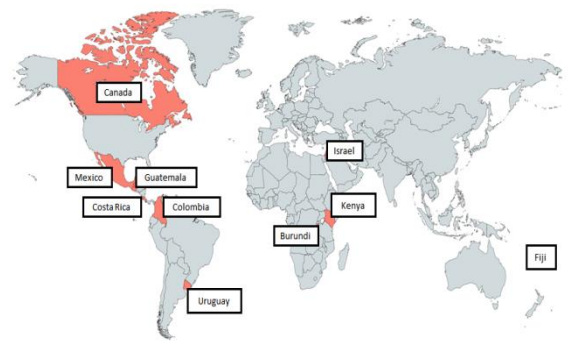 Canada
Israel
Mexico
Guatemala
Costa Rica
Colombia
Kenya
Burundi
Fiji
Uruguay